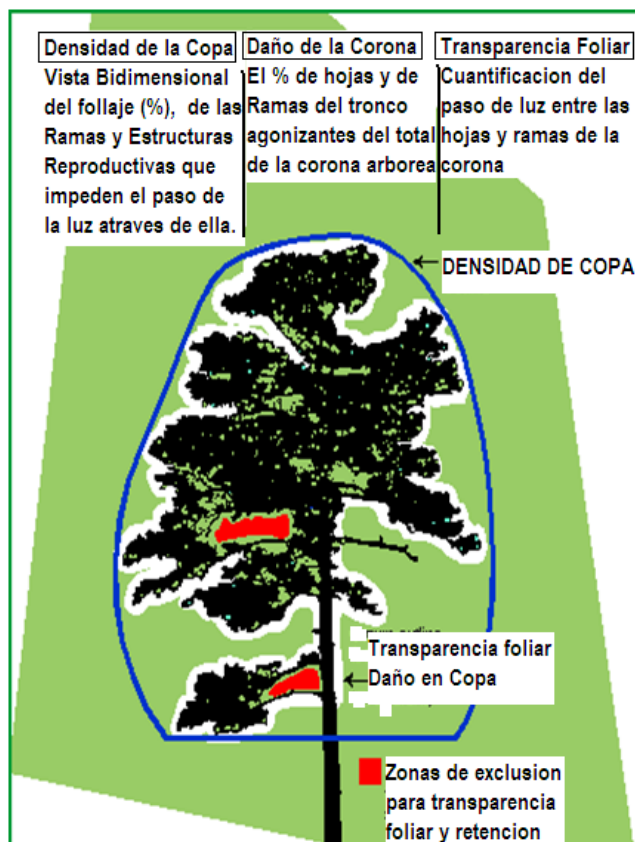 Densidad de la Copa
Vista Bidimensional
del follaje (%), de las
Ramas y Estructuras
Reproductivas que
impeden el paso de
la luz atraves de ella.
Daño de la Corona
El % de hojas y de
Ramas del tronco
agonizantes del total
de la corona arborea
Transparencia Foliar
Cuantificacion del
paso de luz entre las
hojas y ramas de la
corona
DENSIDAD DE COPA
Transparencia foliar
Daño en Copa
Zonas de exclusion
para transparencia
foliar y retencion